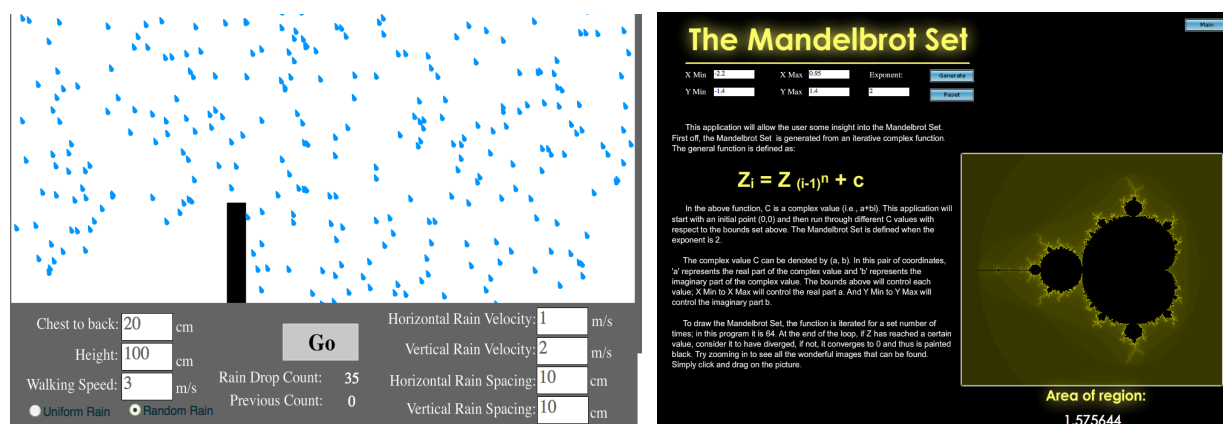 Chest to back: 20 cm
Height: 100 cm
Walking Speed: 3 m/s
Uniform Rain Random Rain
Go
Rain Drop Count: 35
Previous Count: 0
Horizontal Rain Velocity: 1 m/s
Vertical Rain Velocity: 2 m/s
Horizontal Rain Spacing: 10 cm
Vertical Rain Spacing: 10 cm
Main
The Mandelbrot Set
X Min -2.2 X Max 0.95 Exponent: Generate
Y Min -1.4 Y Max 1.4 2 Reset
This application will allow the user some insight into the Mandelbrot Set.
First off, the Mandelbrot Set is generated from an iterative complex function.
The general function is defined as:
Zi = Z (i-1)n + c
In the above function, C is a complex value (i.e., a+bi). This application will
start with an initial point (0,0) and then run through different C values with
respect to the bounds set above. The Mandelbrot Set is defined when the
exponent is 2.
The complex value C can be denoted by (a, b). In this pair of coordinates,
'a' represents the real part of the complex value and 'b' represents the
imaginary part of the complex value. The bounds above will control each
value; X Min to X Max will control the real part a. And Y Min to Y Max will
control the imaginary part b.
To draw the Mandelbrot Set, the function is iterated for a set number of
times; in this program it is 64. At the end of the loop, if Z has reached a certain
value, consider it to have diverged, if not, it converges to 0 and thus is painted
black. Try zooming in to see all the wonderful images that can be found.
Simply click and drag on the picture.
Area of region:
1.575644